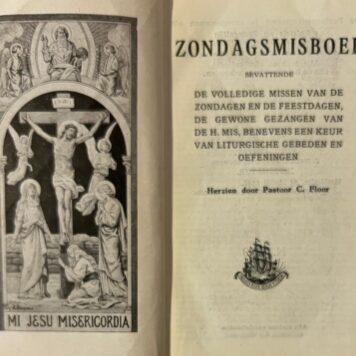 MI JESU MISERICORDIA
ZONDAGSMISBOEK
BEVATTENDE
DE VOLLEDIGE MISSEN VAN DE
ZONDAGEN EN DE FEESTDAGEN,
DE GEWONE GEZANGEN VAN
DE H. MIS, BENEVENS EEN KEUR
VAN LITURGISCHE GEBEDEN EN
OEFENINGEN
Herzien door Pastoor C. Floor